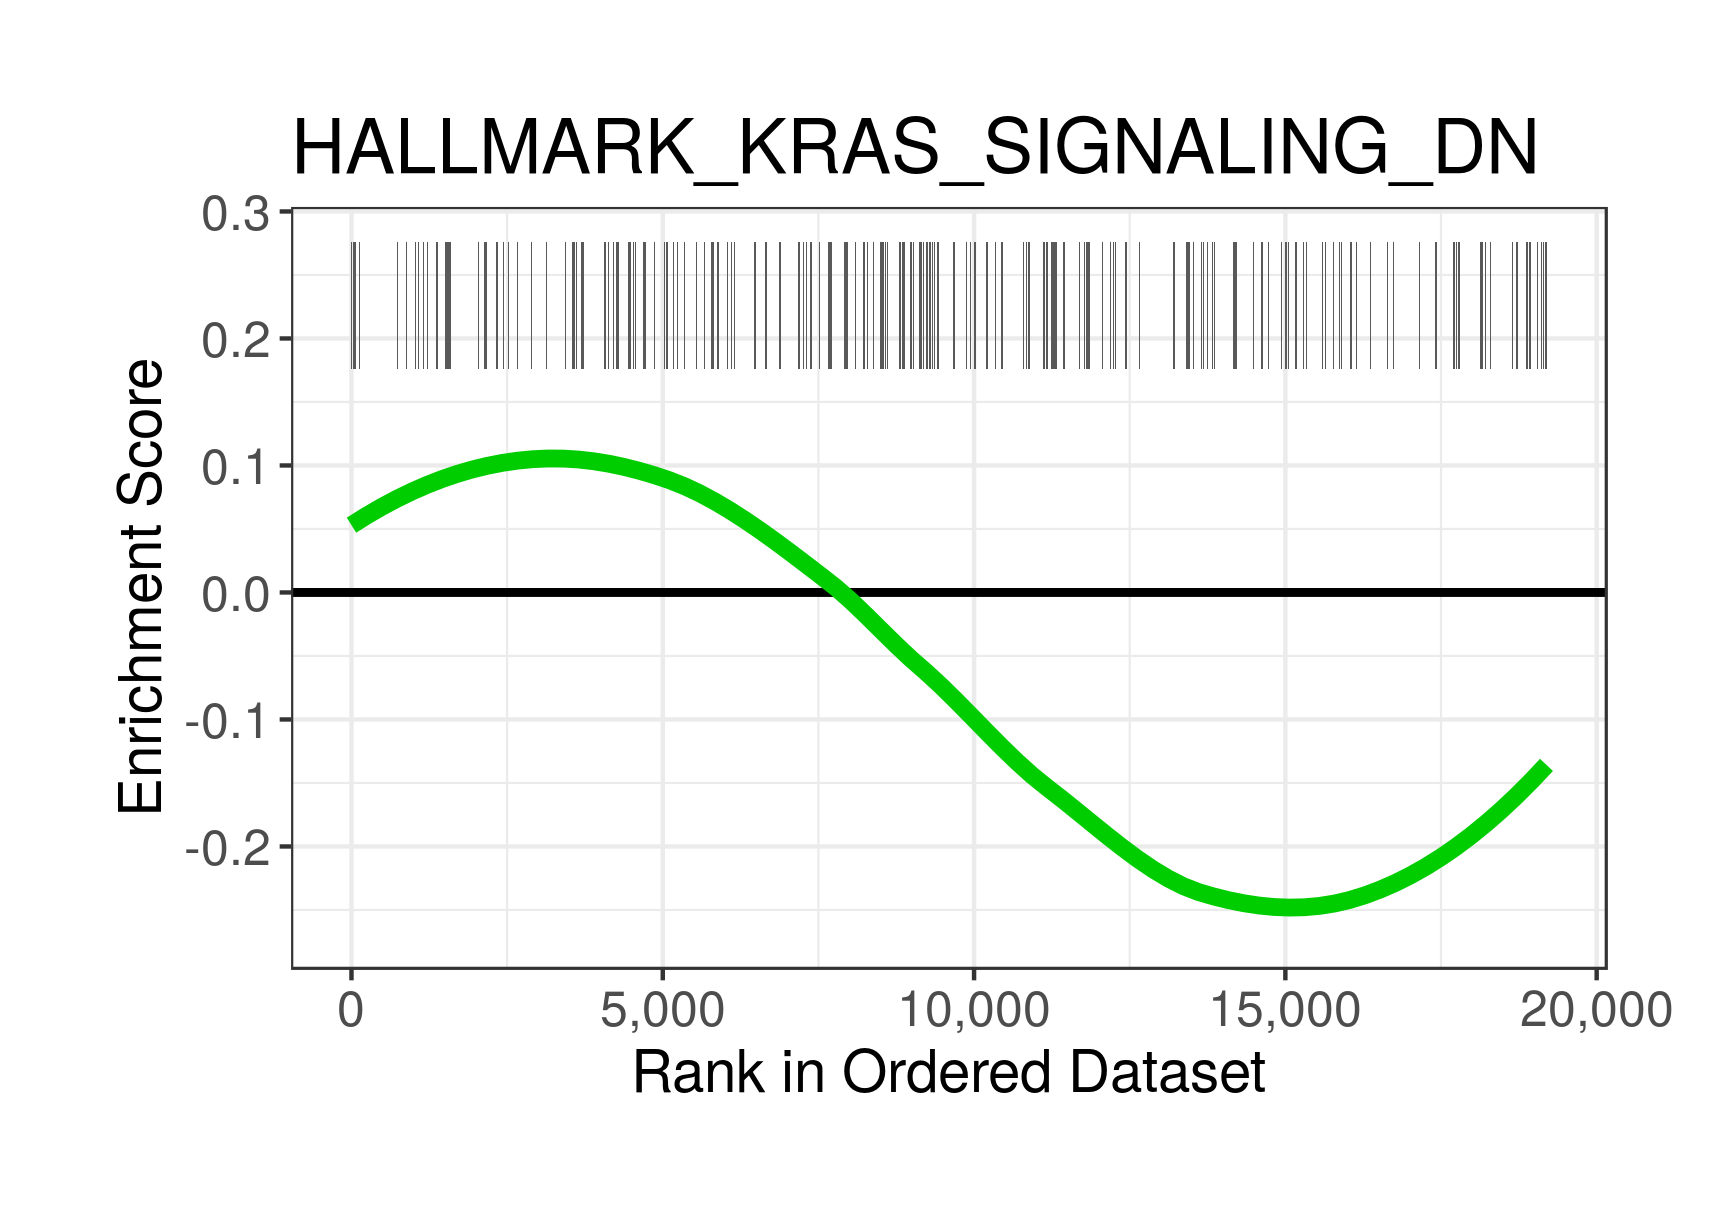 HALLMARK_KRAS_SIGNALING_DN
Enrichment Score
0.3
0.2
0.1
0.0
-0.1
-0.2
0 5,000 10,000 15,000 20,000
Rank in Ordered Dataset